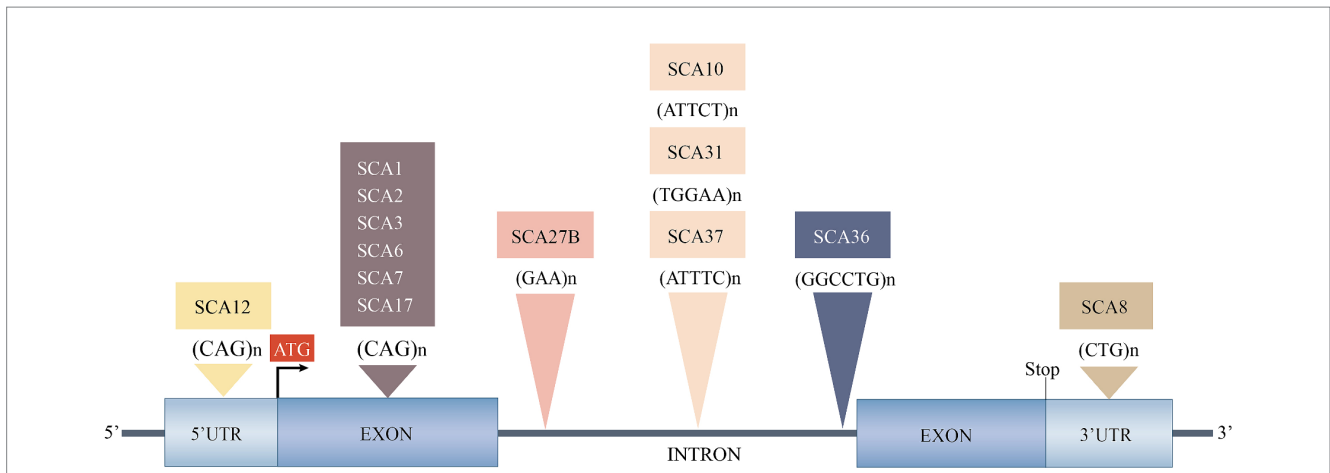 SCA10
(ATTCT)n
SCA31
(TGGAA)n
SCA1
SCA2
SCA3
SCA6
SCA7
SCA17
(CAG)n
SCA27B
(GAA)n
SCA37
(ATTTC)n
SCA36
(GGCCTG)n
SCA12
(CAG)n
ATG
SCA8
(CTG)n
Stop
5’
5’UTR
EXON
INTRON
EXON
3’UTR
3’